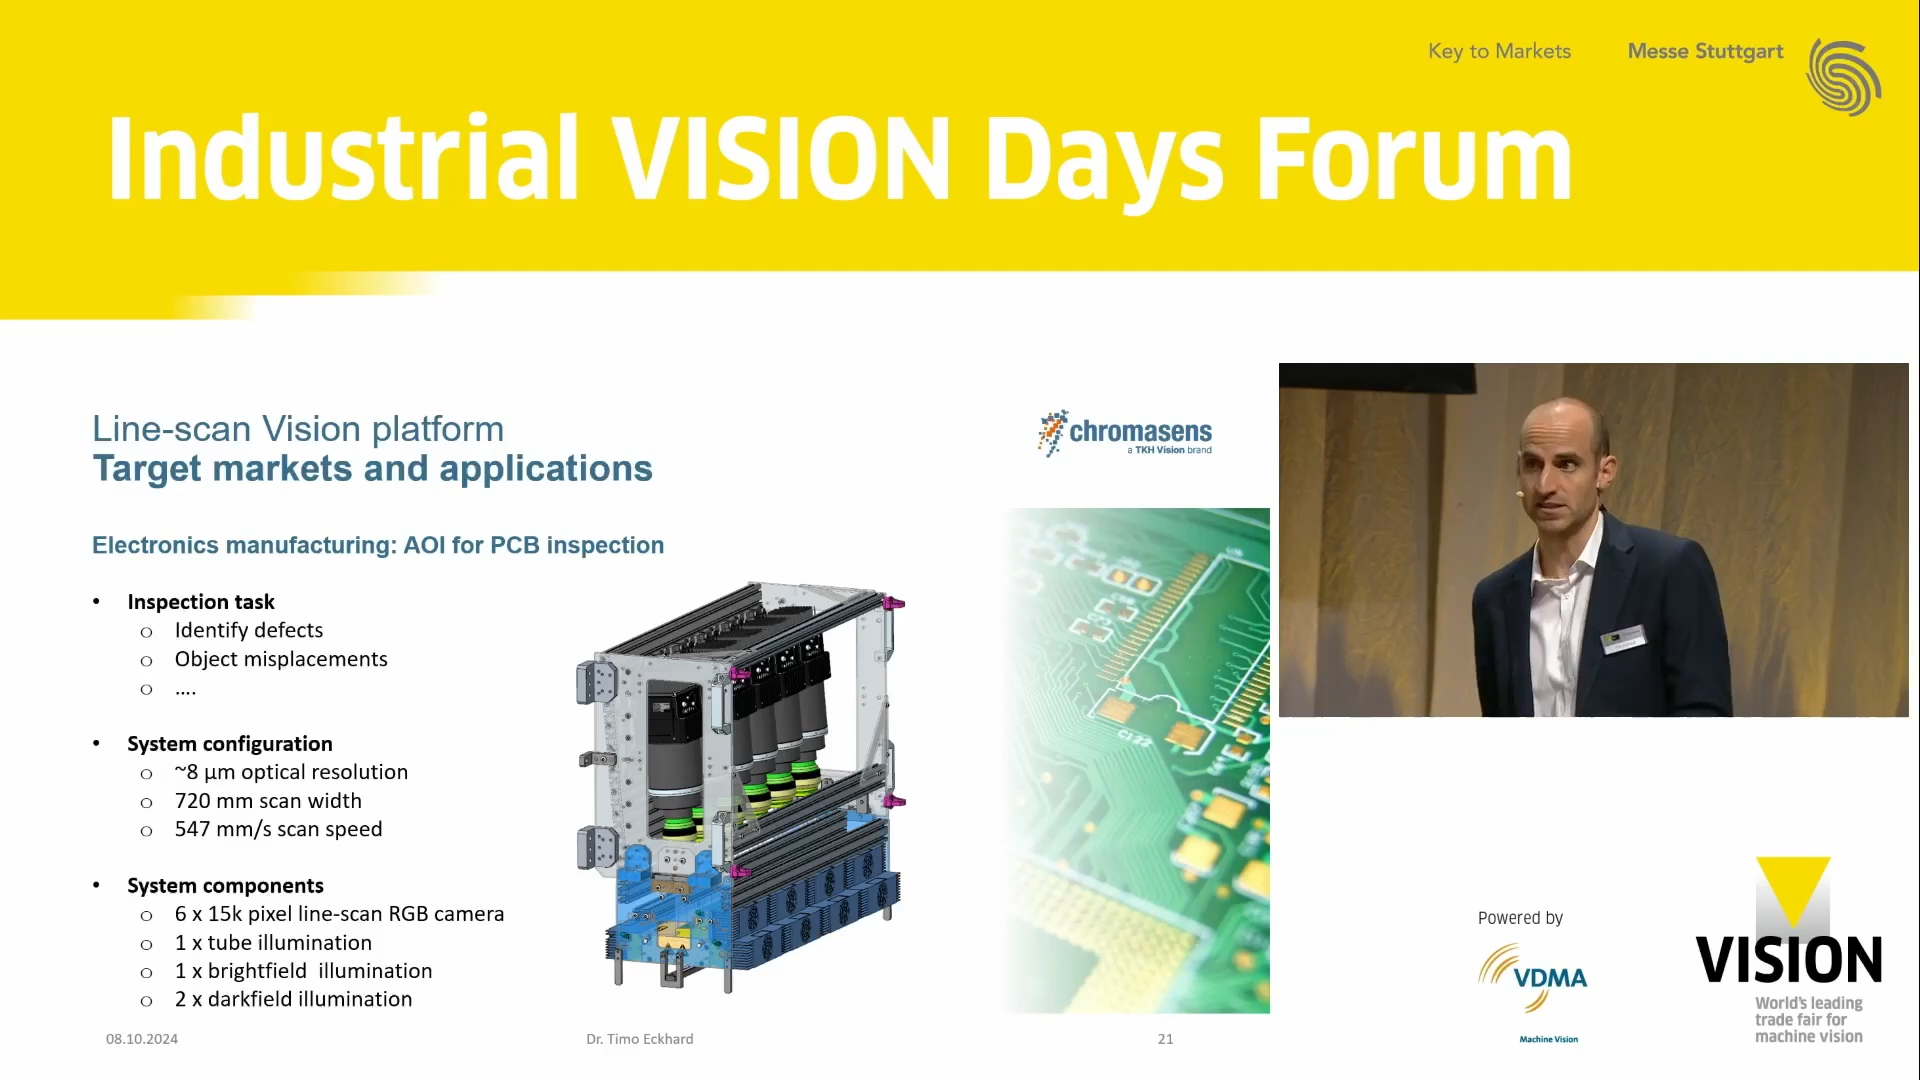 Key to Markets
Messe Stuttgart
Industrial VISION Days Forum
Line-scan Vision platform
Target markets and applications
chromasens
a TKH Vision brand
Electronics manufacturing: AOI for PCB inspection
• Inspection task
o Identify defects
o Object misplacements
o ....
• System configuration
o ~8 µm optical resolution
o 720 mm scan width
o 547 mm/s scan speed
• System components
o 6 x 15k pixel line-scan RGB camera
o 1 x tube illumination
o 1 x brightfield  illumination
o 2 x darkfield illumination
C122
08.10.2024
Dr. Timo Eckhard
21
Powered by
VDMA
Machine Vision
VISION
World's leading
trade fair for
machine vision